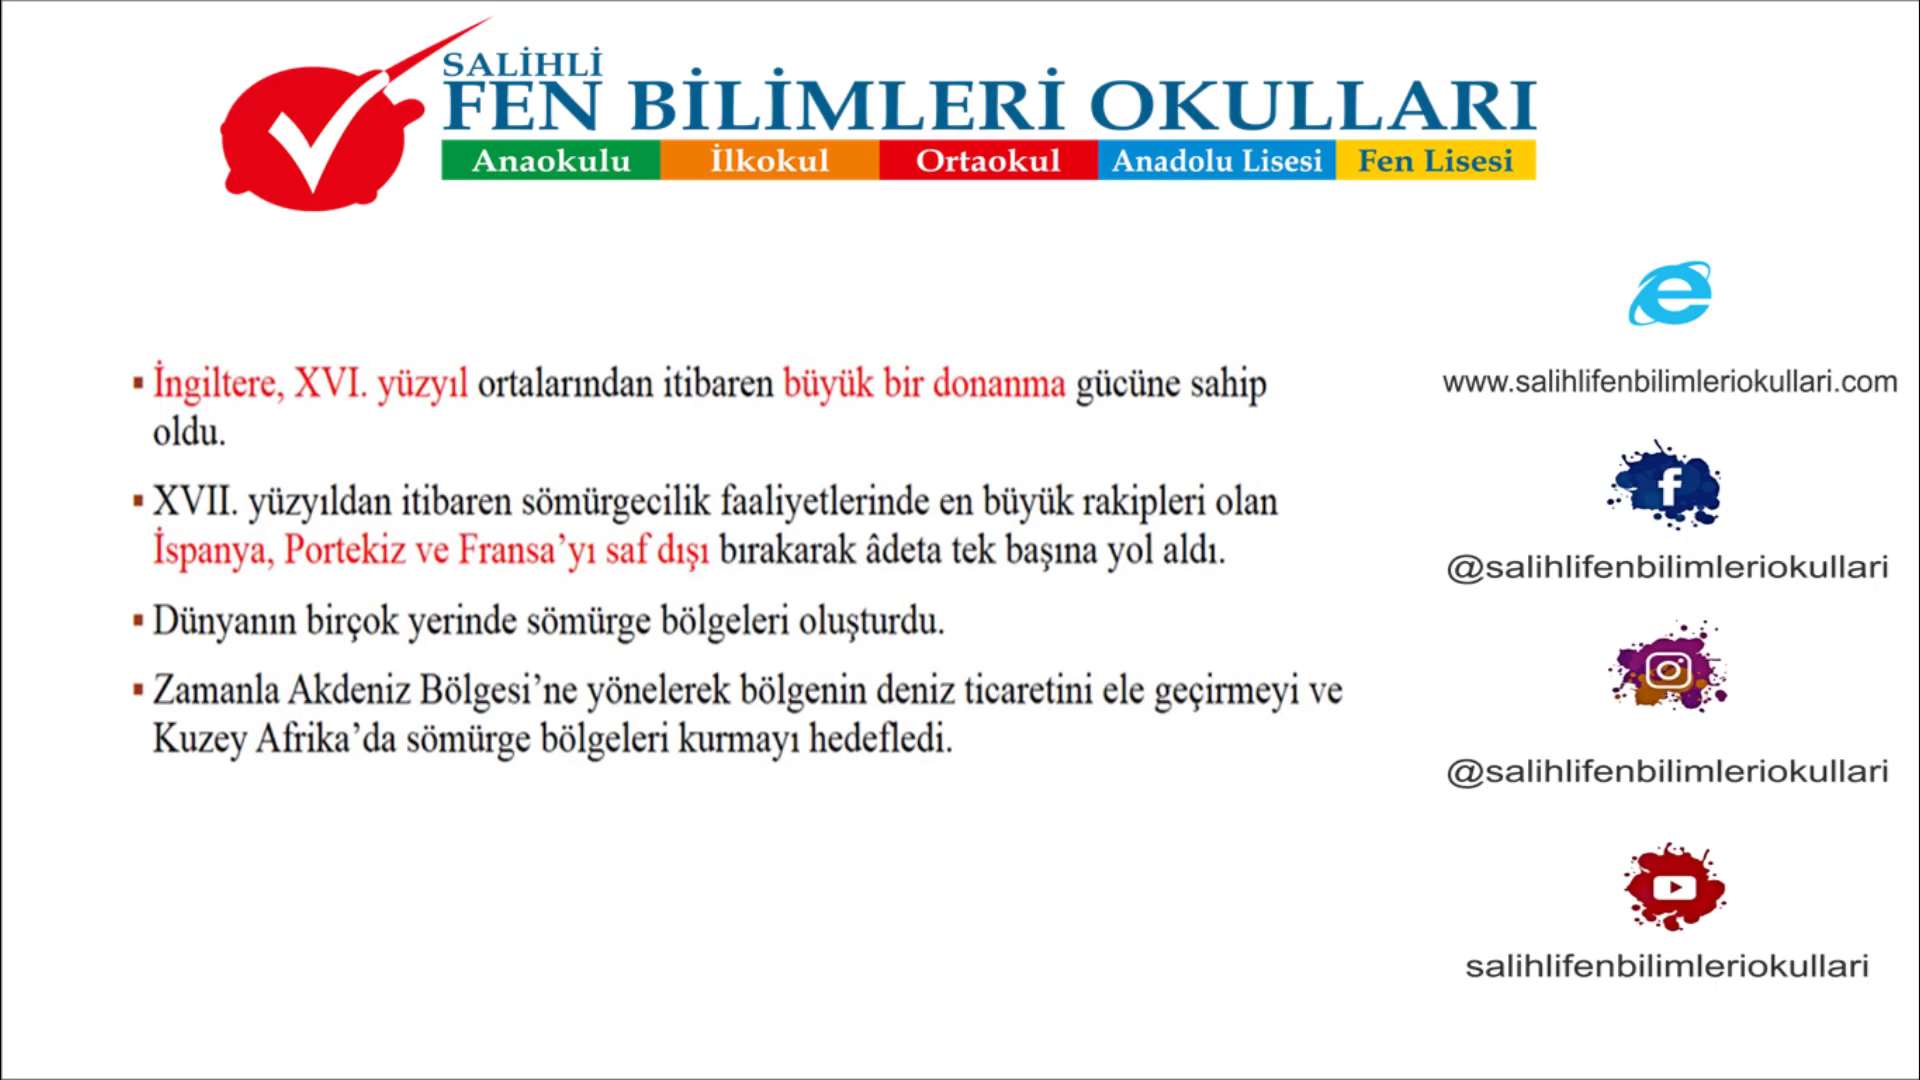 SALİHLİ
FEN BİLİMLERİ OKULLARI
Anaokulu İlkokul Ortaokul Anadolu Lisesi Fen Lisesi
▪ İngiltere, XVI. yüzyıl ortalarından itibaren büyük bir donanma gücüne sahip
oldu.
▪ XVII. yüzyıldan itibaren sömürgecilik faaliyetlerinde en büyük rakipleri olan
İspanya, Portekiz ve Fransa’yı saf dışı bırakarak âdeta tek başına yol aldı.
▪ Dünyanın birçok yerinde sömürge bölgeleri oluşturdu.
▪ Zamanla Akdeniz Bölgesi’ne yönelerek bölgenin deniz ticaretini ele geçirmeyi ve
Kuzey Afrika’da sömürge bölgeleri kurmayı hedefledi.
www.salihlifenbilimleriokullari.com
@salihlifenbilimleriokullari
@salihlifenbilimleriokullari
salihlifenbilimleriokullari